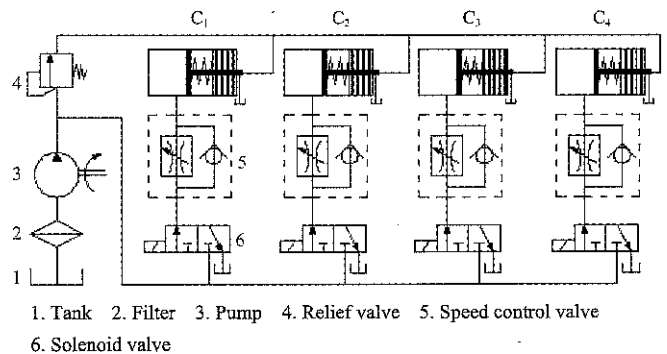 C₁ C₂ C₃ C₄
4
3
5
2
6
1
1. Tank 2. Filter 3. Pump 4. Relief valve 5. Speed control valve
6. Solenoid valve